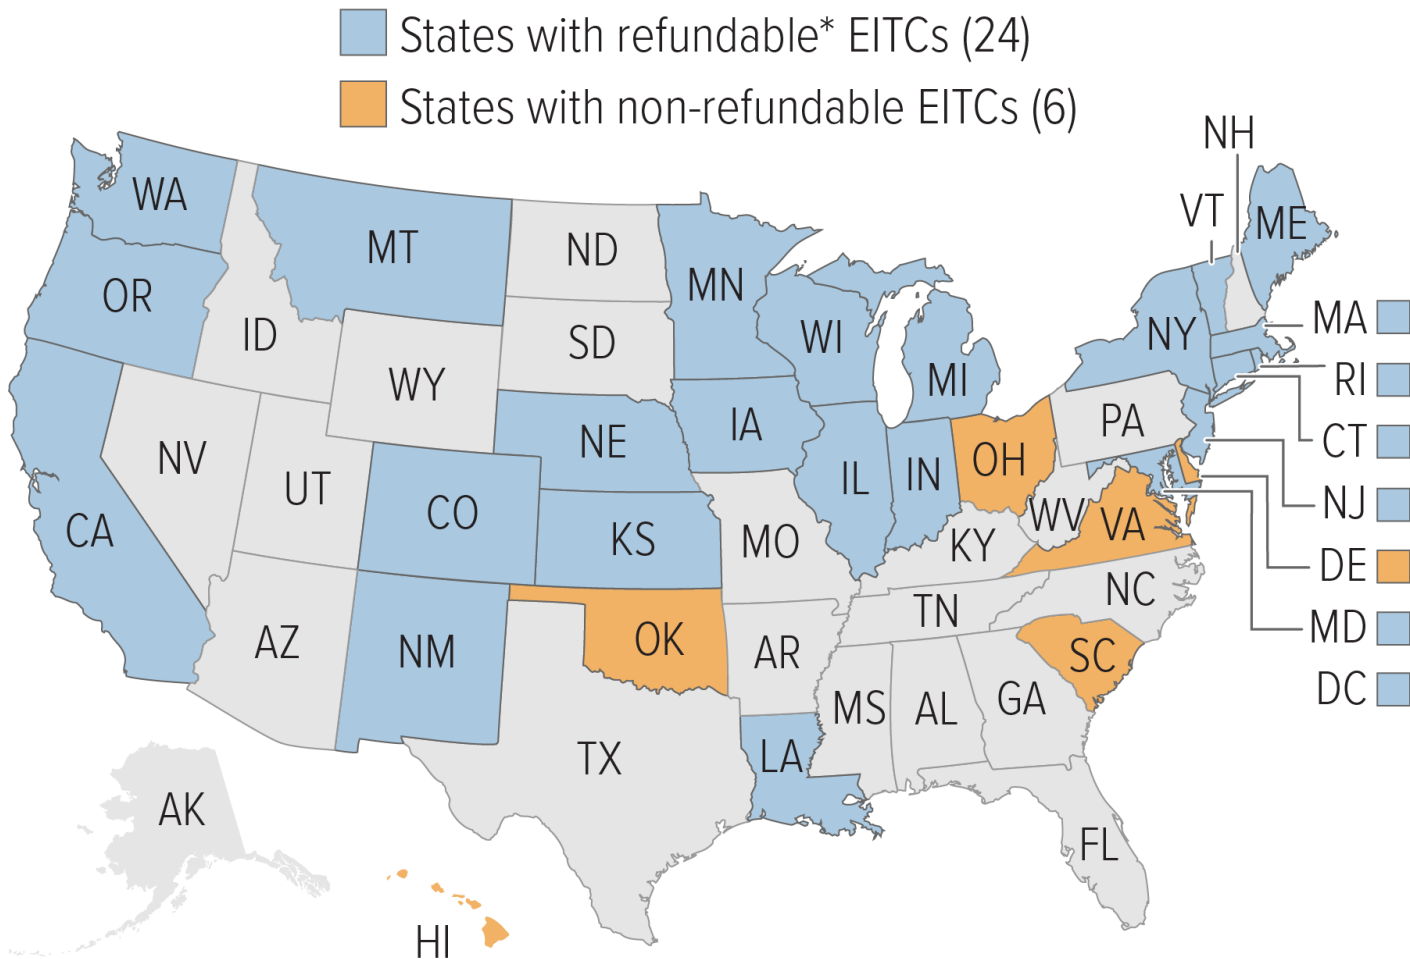 States with refundable* EITCs (24)
States with non-refundable EITCs (6)
NH
VT
ME
WA
MT
ND
MN
OR
ID
SD
WI
NY
MA
WY
MI
RI
NE
IA
PA
CT
NV
UT
CO
IL
IN
OH
NJ
CA
KS
MO
KY
WV
VA
DE
AZ
NM
OK
AR
TN
NC
MD
SC
DC
TX
LA
MS
AL
GA
AK
FL
HI